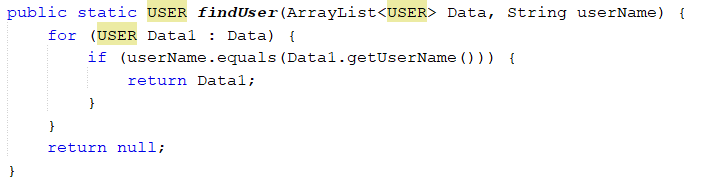 public static USER findUser(ArrayList<USER> Data, String userName) {
    for (USER Data1 : Data) {
        if (userName.equals(Data1.getUserName())) {
            return Data1;
        }
    }
    return null;
}